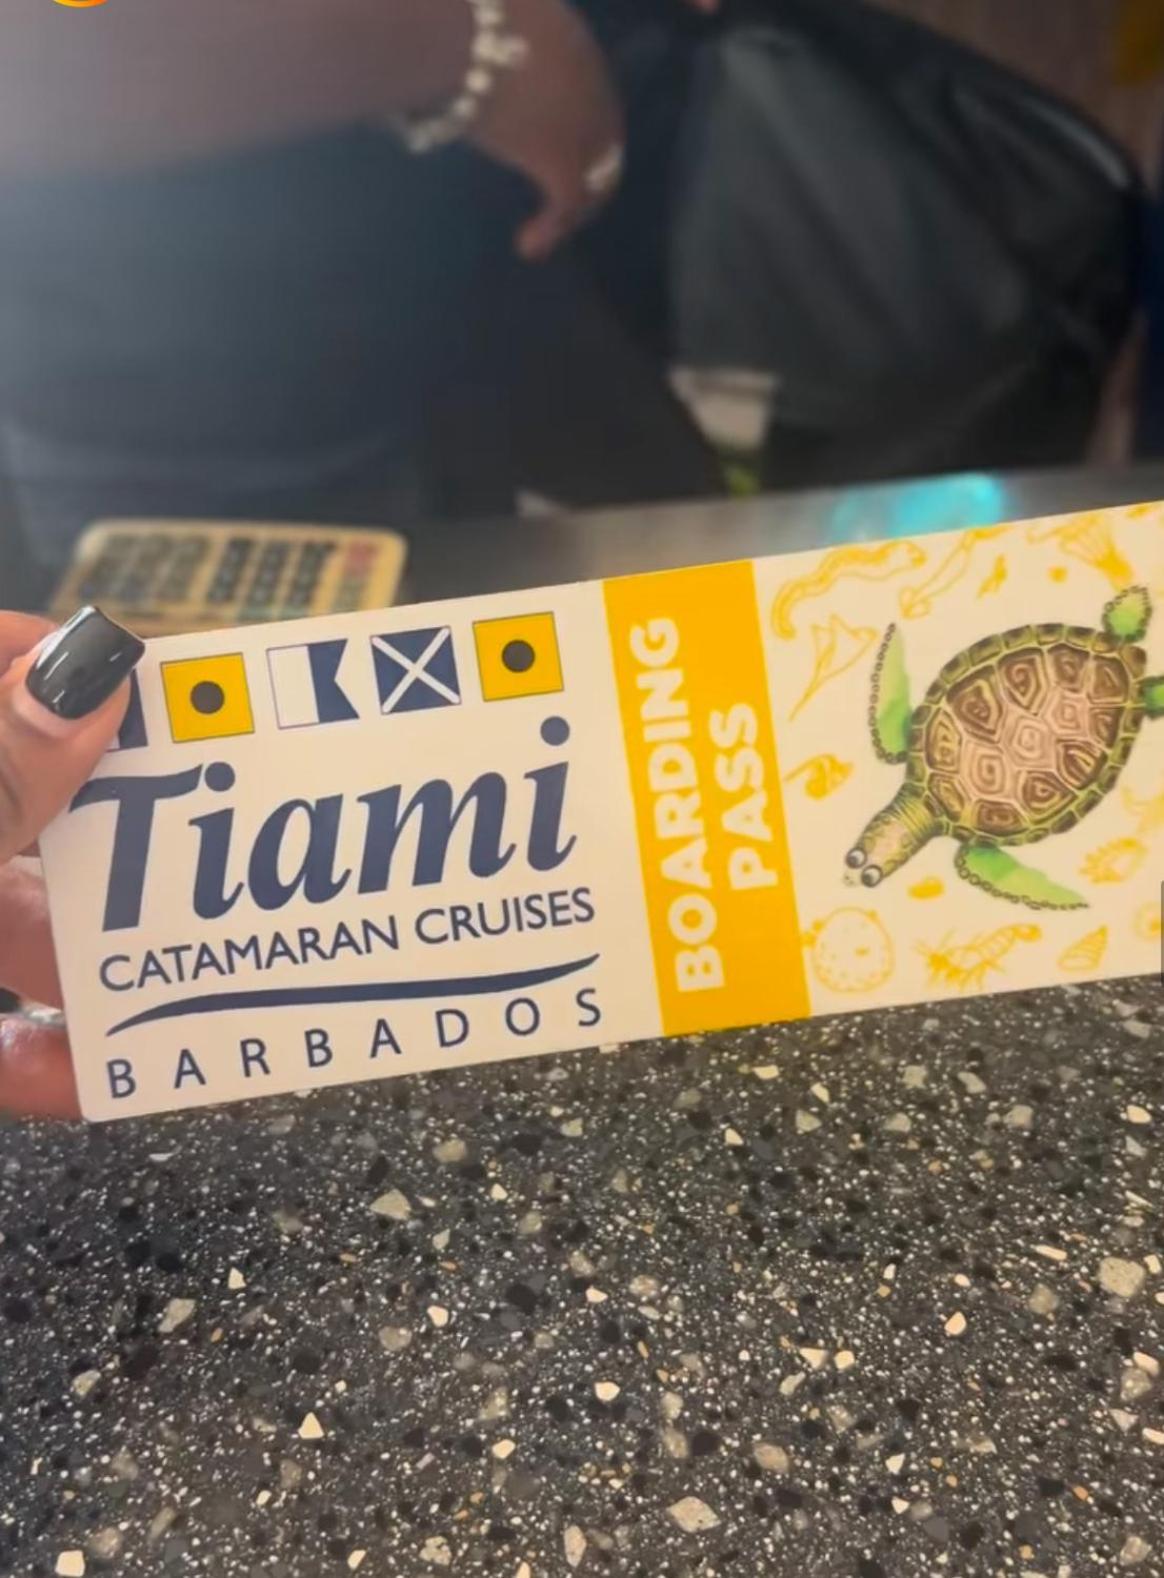 Tiami
CATAMARAN CRUISES
BARBADOS
BOARDING
PASS